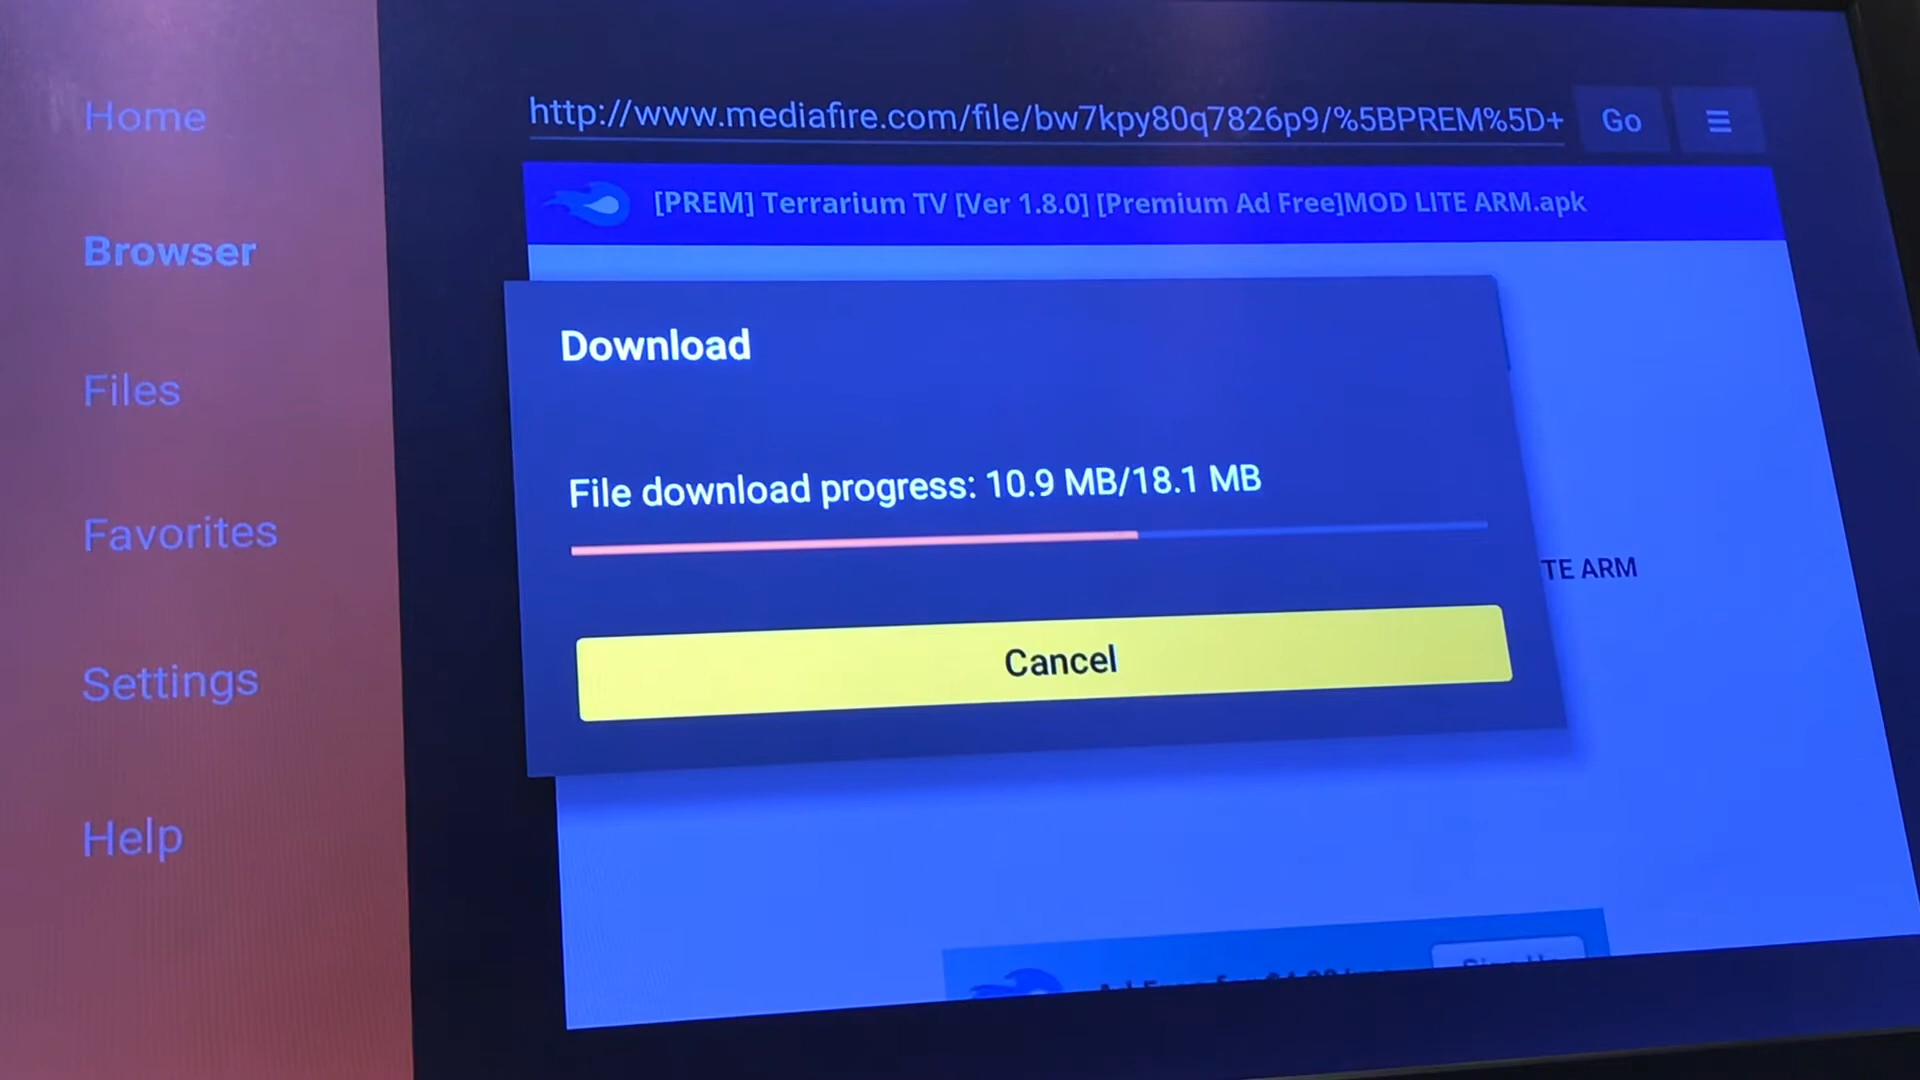 Home
Browser
Files
Favorites
Settings
Help
http://www.mediafire.com/file/bw7kpy80q7826p9/%5BPREM%5D+
Go
[PREM] Terrarium TV [Ver 1.8.0] [Premium Ad Free]MOD LITE ARM.apk
Download
File download progress: 10.9 MB/18.1 MB
Cancel
TE ARM